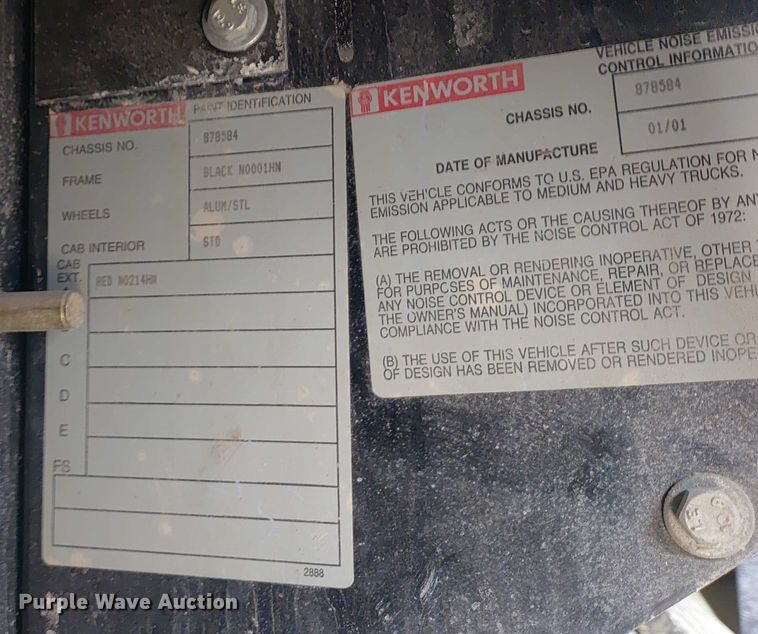 KENWORTH PAINT IDENTIFICATION
CHASSIS NO. 878584
FRAME BLACK N0001HN
WHEELS ALUM/STL
CAB INTERIOR STD
CAB
EXT.
RED N0214HN
C
D
E
FS
2888
KENWORTH
VEHICLE NOISE EMISSIO
CONTROL INFORMATIO
CHASSIS NO. 878584
DATE OF MANUFACTURE 01/01
THIS VEHICLE CONFORMS TO U.S. EPA REGULATION FOR N
EMISSION APPLICABLE TO MEDIUM AND HEAVY TRUCKS.
THE FOLLOWING ACTS OR THE CAUSING THEREOF BY ANY
ARE PROHIBITED BY THE NOISE CONTROL ACT OF 1972:
(A) THE REMOVAL OR RENDERING INOPERATIVE, OTHER
FOR PURPOSES OF MAINTENANCE, REPAIR, OR REPLACE
ANY NOISE CONTROL DEVICE OR ELEMENT OF DESIGN
THE OWNER'S MANUAL) INCORPORATED INTO THIS VEHI
COMPLIANCE WITH THE NOISE CONTROL ACT.
(B) THE USE OF THIS VEHICLE AFTER SUCH DEVICE OR
OF DESIGN HAS BEEN REMOVED OR RENDERED INOPE
Purple Wave Auction